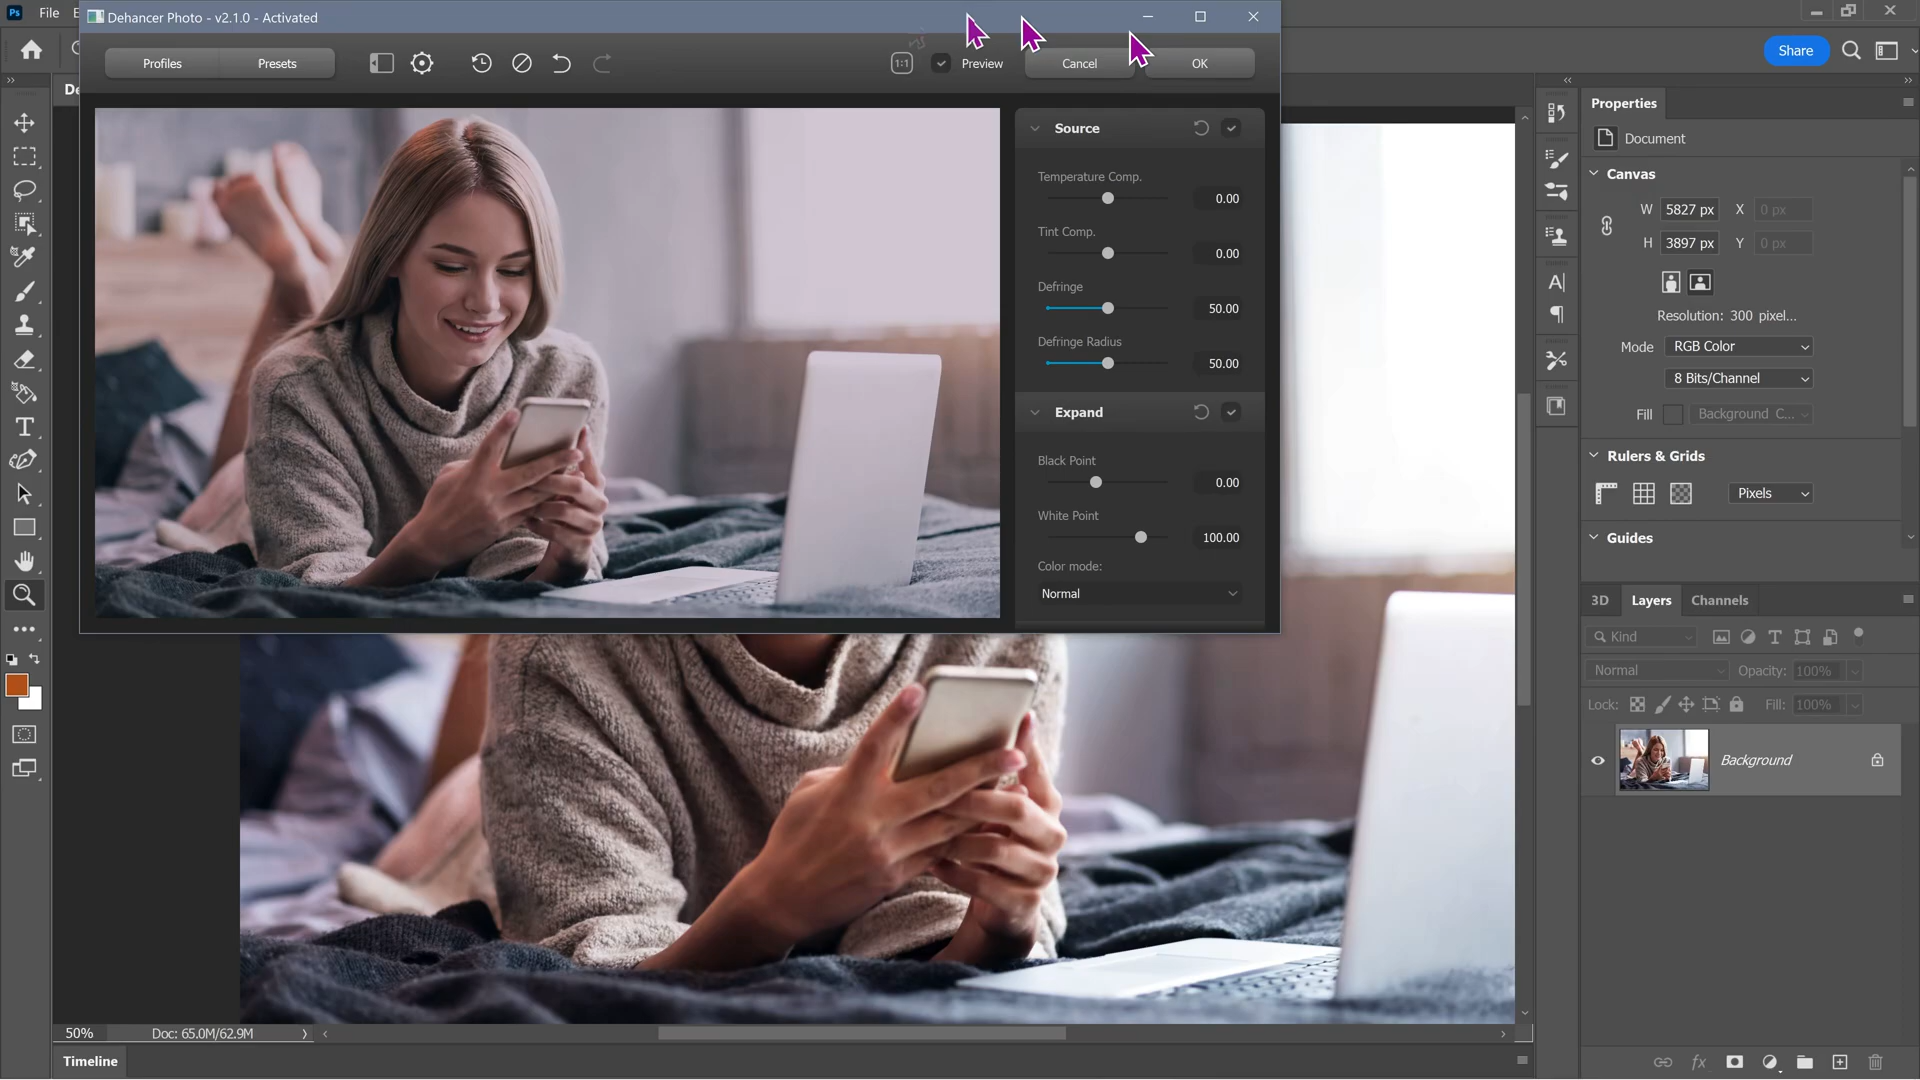 Ps File
Dehancer Photo - v2.1.0 - Activated
Profiles Presets 1:1 Preview Cancel OK
Share
Source
Temperature Comp.
0.00
Tint Comp.
0.00
Defringe
50.00
Defringe Radius
50.00
Expand
Black Point
0.00
White Point
100.00
Color mode:
Normal
Properties
Document
Canvas
W 5827 px X 0 px
H 3897 px Y 0 px
Resolution: 300 pixel...
Mode RGB Color
8 Bits/Channel
Fill Background C...
Rulers & Grids
Pixels
Guides
3D Layers Channels
Kind
Normal Opacity: 100%
Lock: Fill: 100%
Background
50% Doc: 65.0M/62.9M
Timeline